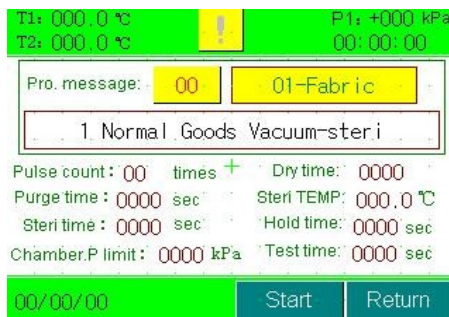 T1: 000.0 ℃ ! P1: +000 kPa
T2: 000.0 ℃ 00:00:00
Pro. message: 00 01-Fabric
1 Normal Goods Vacuum-steri
Pulse count: 00 times + Dry time: 0000
Purge time: 0000 sec Steri TEMP: 000.0 ℃
Steri time: 0000 sec Hold time: 0000 sec
Chamber.P limit: 0000 kPa Test time: 0000 sec
00/00/00 Start Return